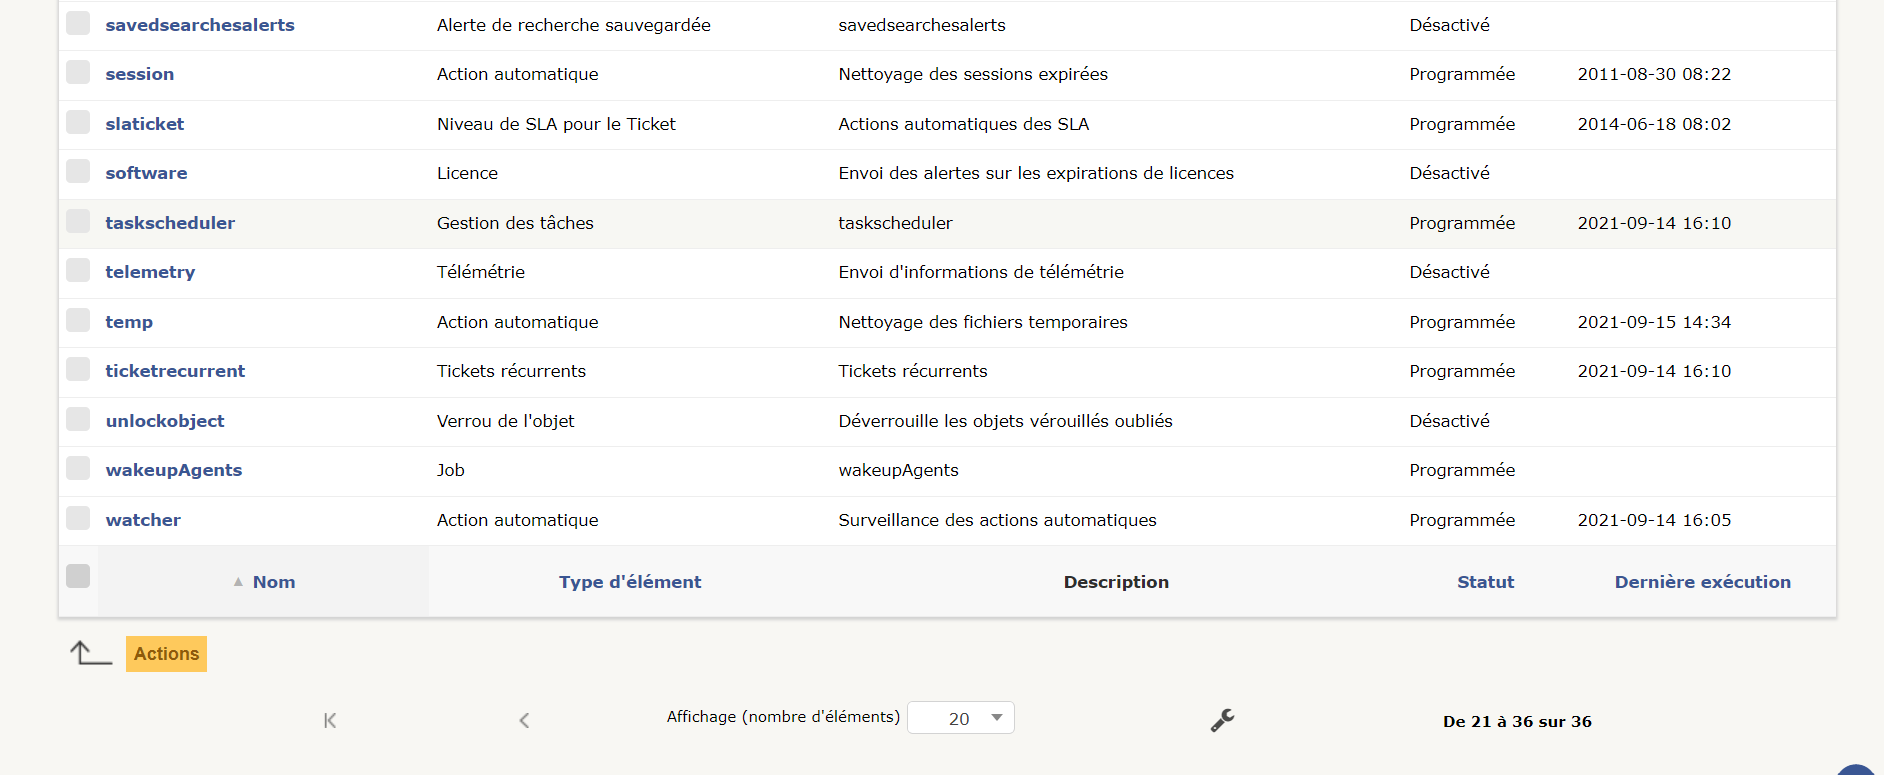 savedsearchesalerts Alerte de recherche sauvegardée savedsearchesalerts Désactivé
session Action automatique Nettoyage des sessions expirées Programmée 2011-08-30 08:22
slaticket Niveau de SLA pour le Ticket Actions automatiques des SLA Programmée 2014-06-18 08:02
software Licence Envoi des alertes sur les expirations de licences Désactivé
taskscheduler Gestion des tâches taskscheduler Programmée 2021-09-14 16:10
telemetry Télémétrie Envoi d'informations de télémétrie Désactivé
temp Action automatique Nettoyage des fichiers temporaires Programmée 2021-09-15 14:34
ticketrecurrent Tickets récurrents Tickets récurrents Programmée 2021-09-14 16:10
unlockobject Verrou de l'objet Déverrouille les objets vérouillés oubliés Désactivé
wakeupAgents Job wakeupAgents Programmée
watcher Action automatique Surveillance des actions automatiques Programmée 2021-09-14 16:05
Nom Type d'élément Description Statut Dernière exécution
Actions
Affichage (nombre d'éléments) 20 De 21 à 36 sur 36